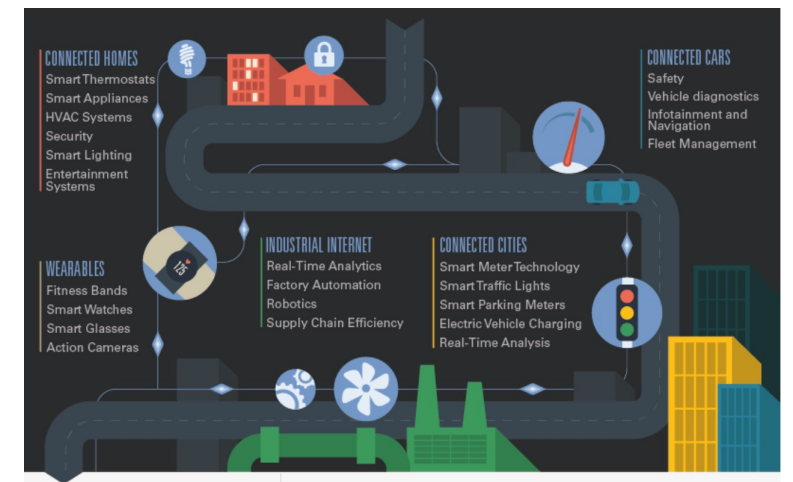 CONNECTED HOMES
Smart Thermostats
Smart Appliances
HVAC Systems
Security
Smart Lighting
Entertainment
Systems
CONNECTED CARS
Safety
Vehicle diagnostics
Infotainment and
Navigation
Fleet Management
WEARABLES
Fitness Bands
Smart Watches
Smart Glasses
Action Cameras
125
INDUSTRIAL INTERNET
Real-Time Analytics
Factory Automation
Robotics
Supply Chain Efficiency
CONNECTED CITIES
Smart Meter Technology
Smart Traffic Lights
Smart Parking Meters
Electric Vehicle Charging
Real-Time Analysis